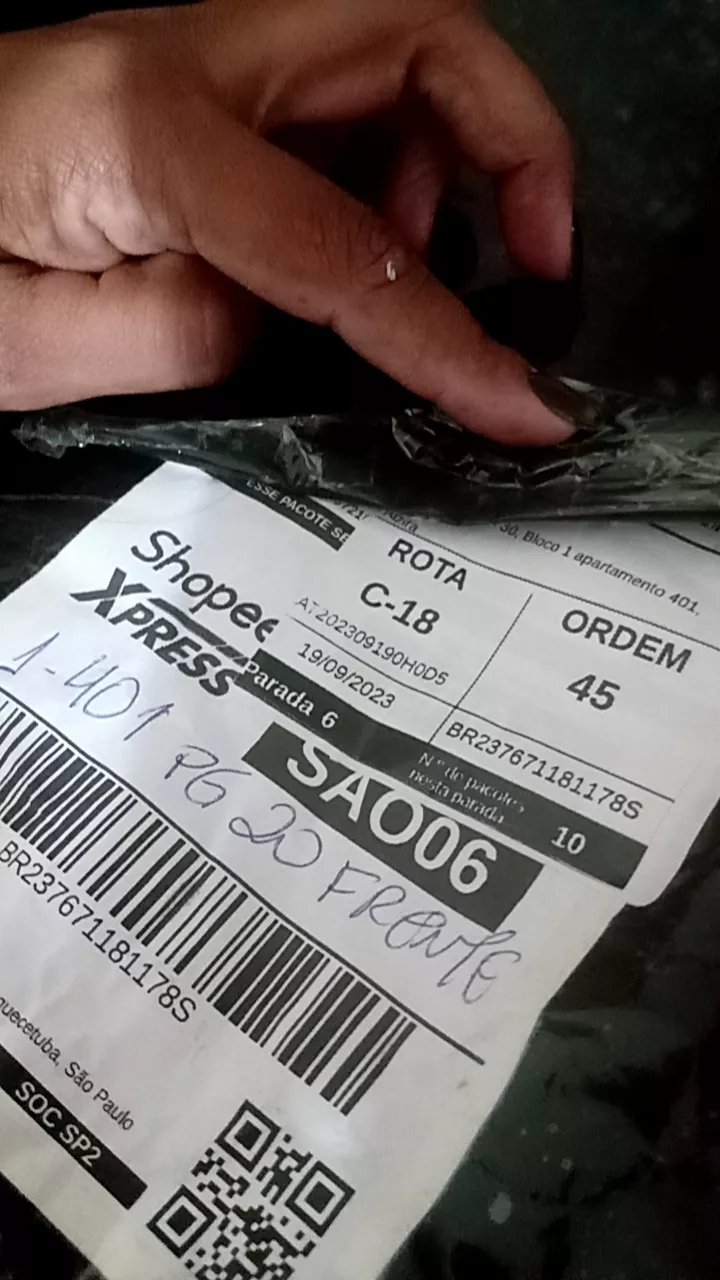 ESSE PACOTE SE
30, Bloco 1 apartamento 401,
Shopee
XPRESS
ROTA
C-18
ORDEM
45
AT202309190H0D5
19/09/2023
BR237671181178S
Parada 6
N° de pacotes
nesta parada
10
SAO06
1-401 PG 20 FRENTE
BR237671181178S
quecetuba, São Paulo
SOC SP2